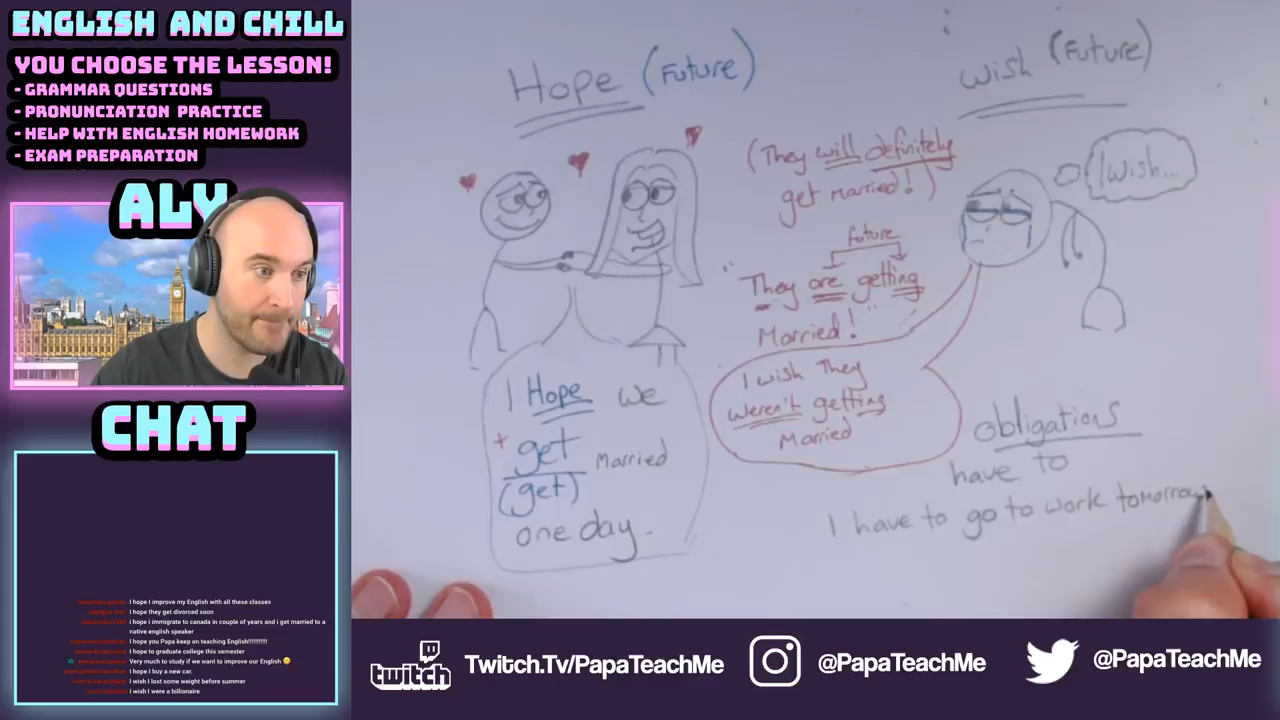 ENGLISH AND CHILL
YOU CHOOSE THE LESSON!
- GRAMMAR QUESTIONS
- PRONUNCIATION PRACTICE
- HELP WITH ENGLISH HOMEWORK
- EXAM PREPARATION
ALY
CHAT
I hope I improve my English with all these classes
I hope they get divorced soon
I hope i immigrate to canada in couple of years and i get married to a
native english speaker
I hope you Papa keep on teaching English!!!!!!!!!!!
I hope to graduate college this semester
Very much to study if we want to improve our English
I hope I buy a new car.
I wish I lost some weight before summer
I wish I were a billionaire
Hope (Future)
I Hope we
+ get married
(get)
one day.
(They will definitely
get married!)
future
They are getting
Married!
I wish They
weren't getting
Married
wish (Future)
I wish...
obligations
have to
I have to go to work tomorrow
twitch
Twitch.Tv/PapaTeachMe
@PapaTeachMe
@PapaTeachMe